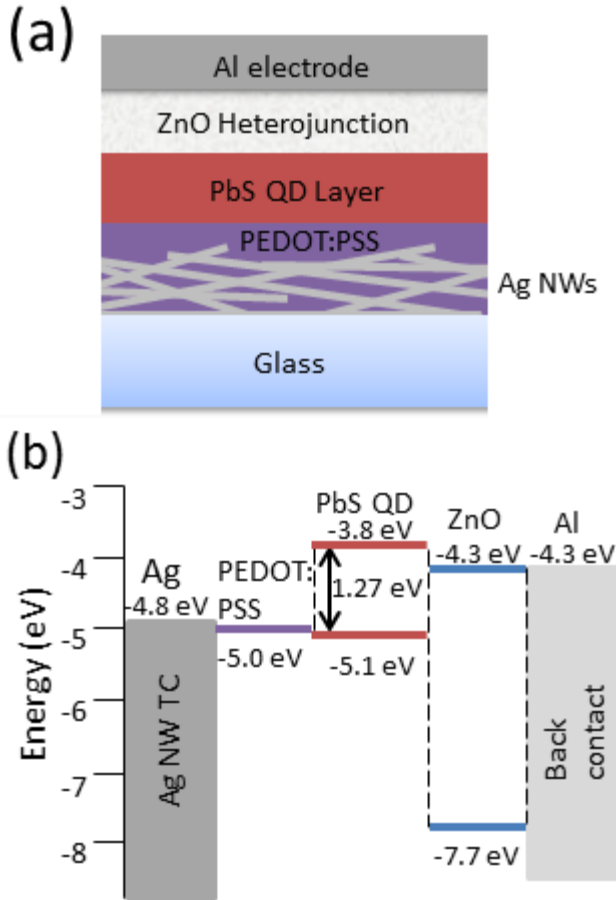 (a)
Al electrode
ZnO Heterojunction
PbS QD Layer
PEDOT:PSS
Ag NWs
Glass
(b)
Energy (eV)
-3
-4
-5
-6
-7
-8
Ag
-4.8 eV
Ag NW TC
PEDOT:
PSS
-5.0 eV
PbS QD
-3.8 eV
1.27 eV
-5.1 eV
ZnO
-4.3 eV
-7.7 eV
Al
-4.3 eV
Back
contact